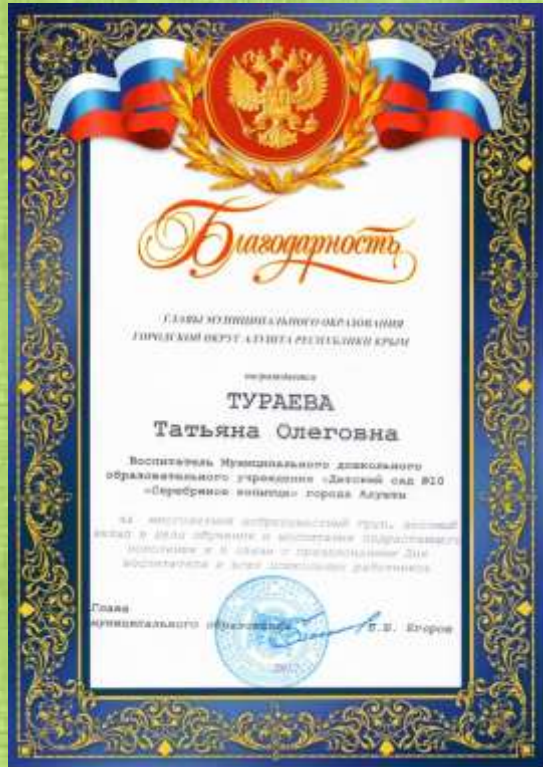 Благодарность
ГЛАВЫ МУНИЦИПАЛЬНОГО ОБРАЗОВАНИЯ
ГОРОДСКОЙ ОКРУГ АЛУШТА РЕСПУБЛИКИ КРЫМ
награждается
ТУРАЕВА
Татьяна Олеговна
Воспитатель Муниципального дошкольного
образовательного учреждения «Детский сад №10
«Серебряное копытце» города Алушты
за многолетний добросовестный труд, весомый
вклад в дело обучения и воспитания подрастающего
поколения и в связи с празднованием Дня
воспитателя и всех дошкольных работников
Глава
муниципального образования Егоров